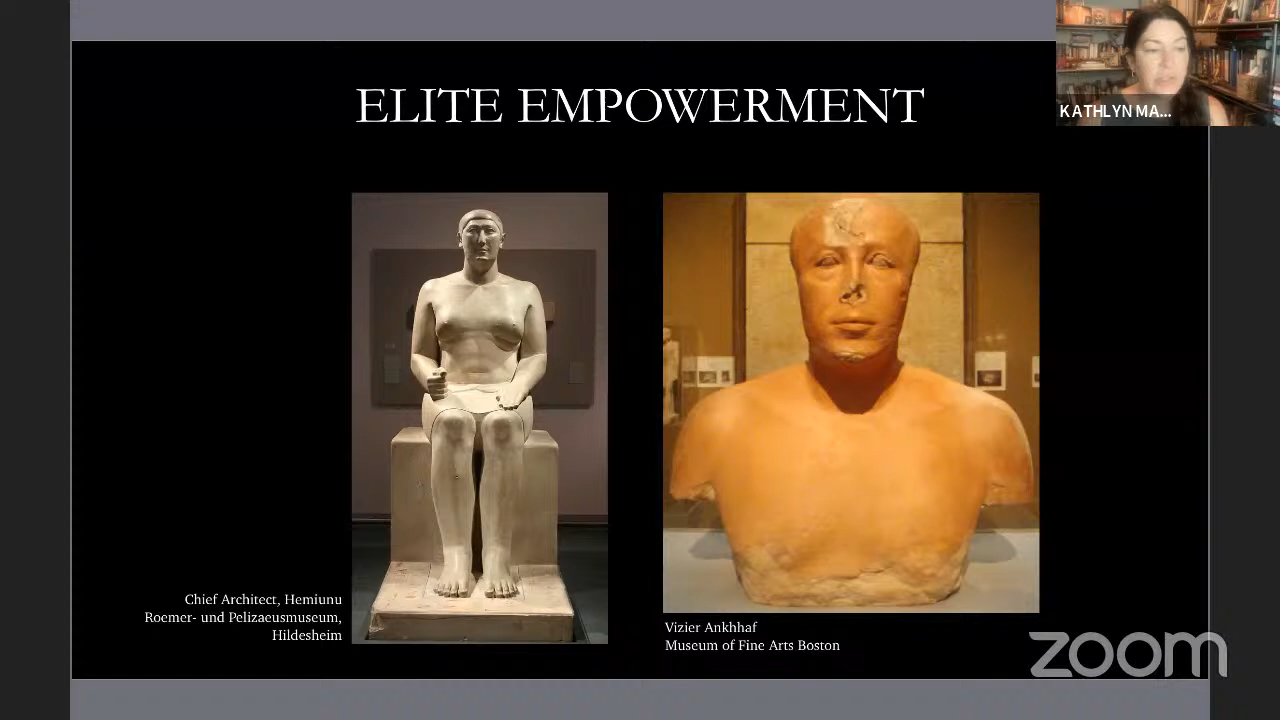 ELITE EMPOWERMENT
KATHLYN MA...
Chief Architect, Hemiunu
Roemer- und Pelizaeusmuseum,
Hildesheim
Vizier Ankhhaf
Museum of Fine Arts Boston
zoom